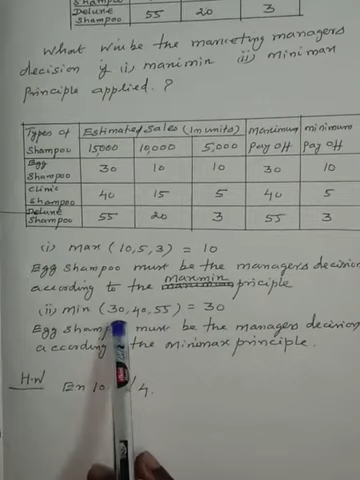 Shampoo
Deluxe Shampoo 55 20 3
What will be the marketing managers
decision if (i) maximin (ii) minimax
principle applied.?
Types of Shampoo Estimated Sales (In units) maximum Pay off minimum Pay off
15000 10,000 5,000
Egg Shampoo 30 10 10 30 10
Clinic Shampoo 40 15 5 40 5
Deluxe Shampoo 55 20 3 55 3
(i) max (10,5,3) = 10
Egg Shampoo must be the managers decision
according to the maximin priciple
(ii) min (30,40,55) = 30
Egg Shampoo must be the managers decision
according the minimax principle.
H.W Ex 10. / 4.